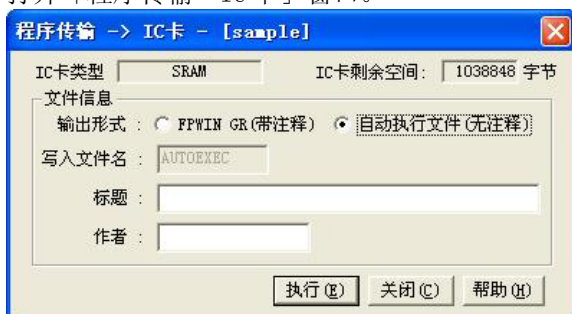 程序传输 -> IC卡 - [sample]
IC卡类型 SRAM IC卡剩余空间: 1038848 字节
文件信息
输出形式: FPWIN GR(带注释) 自动执行文件(无注释)
写入文件名: AUTOEXEC
标题:
作者:
执行(E) 关闭(C) 帮助(H)